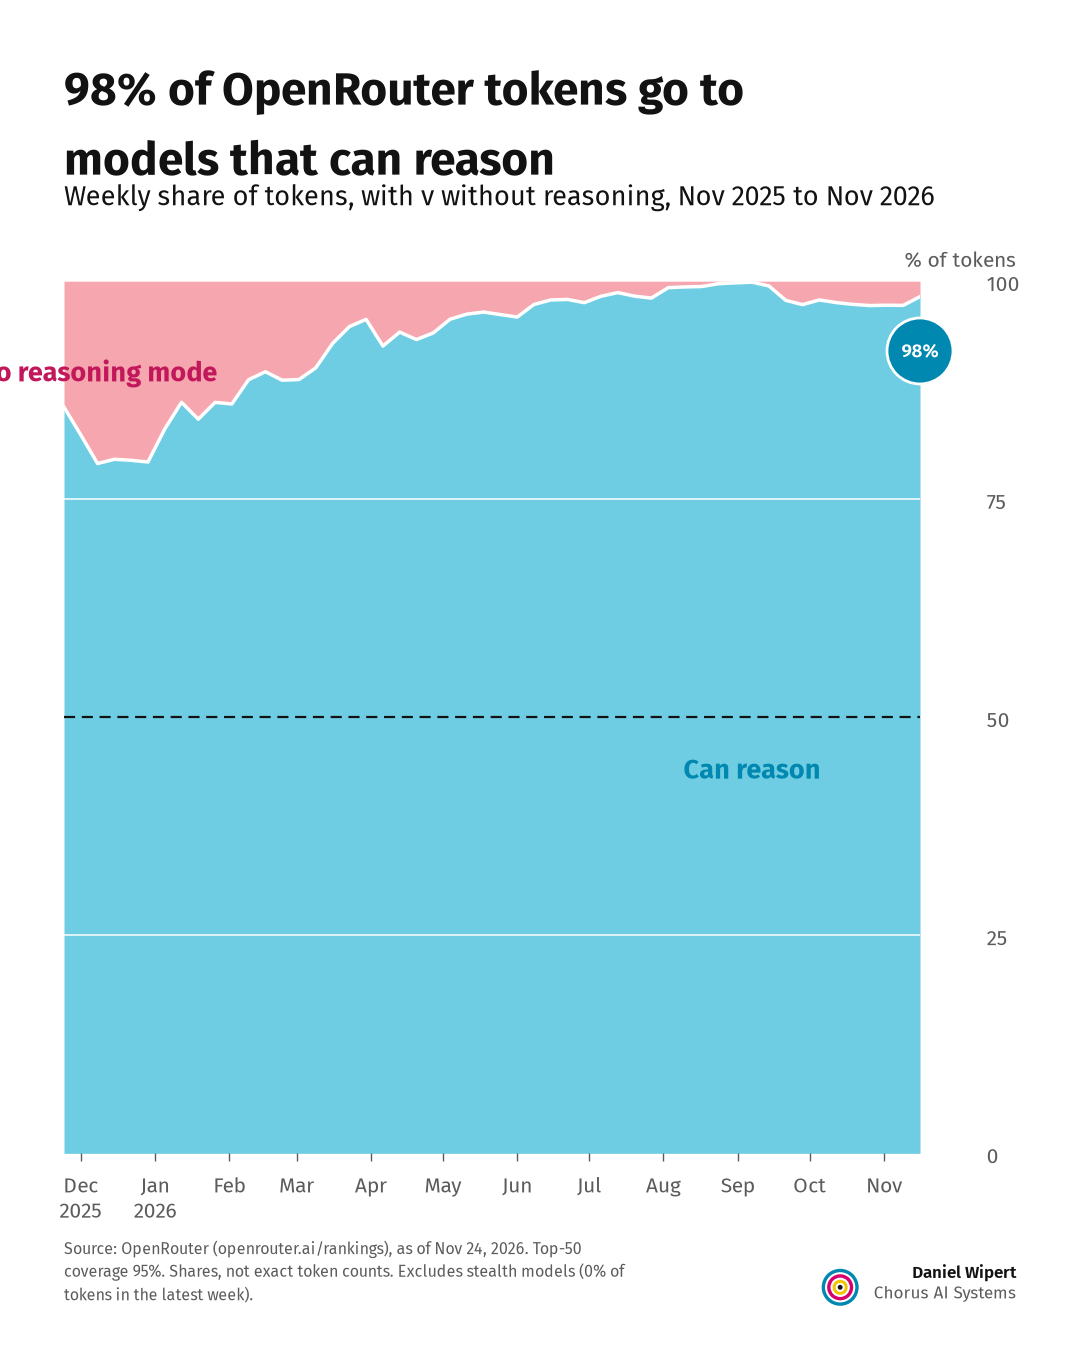 98% of OpenRouter tokens go to
models that can reason
Weekly share of tokens, with v without reasoning, Nov 2025 to Nov 2026
% of tokens
100
o reasoning mode
98%
75
50
Can reason
25
0
Dec Jan Feb Mar Apr May Jun Jul Aug Sep Oct Nov
2025 2026
Source: OpenRouter (openrouter.ai/rankings), as of Nov 24, 2026. Top-50
coverage 95%. Shares, not exact token counts. Excludes stealth models (0% of
tokens in the latest week).
Daniel Wipert
Chorus AI Systems